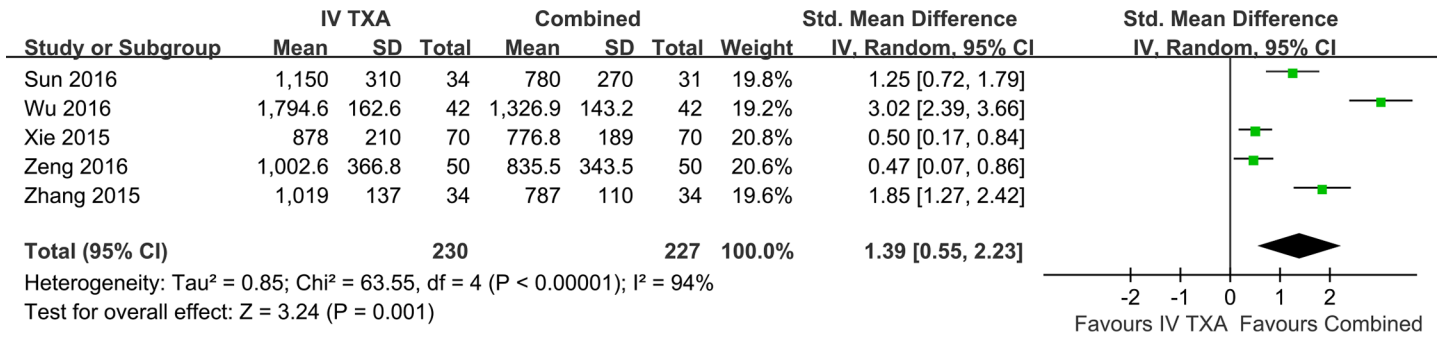 IV TXA Combined Std. Mean Difference Std. Mean Difference
Study or Subgroup Mean SD Total Mean SD Total Weight IV, Random, 95% CI IV, Random, 95% CI
Sun 2016 1,150 310 34 780 270 31 19.8% 1.25 [0.72, 1.79]
Wu 2016 1,794.6 162.6 42 1,326.9 143.2 42 19.2% 3.02 [2.39, 3.66]
Xie 2015 878 210 70 776.8 189 70 20.8% 0.50 [0.17, 0.84]
Zeng 2016 1,002.6 366.8 50 835.5 343.5 50 20.6% 0.47 [0.07, 0.86]
Zhang 2015 1,019 137 34 787 110 34 19.6% 1.85 [1.27, 2.42]
Total (95% CI) 230 227 100.0% 1.39 [0.55, 2.23]
Heterogeneity: Tau² = 0.85; Chi² = 63.55, df = 4 (P < 0.00001); I² = 94%
Test for overall effect: Z = 3.24 (P = 0.001)
-2 -1 0 1 2
Favours IV TXA Favours Combined